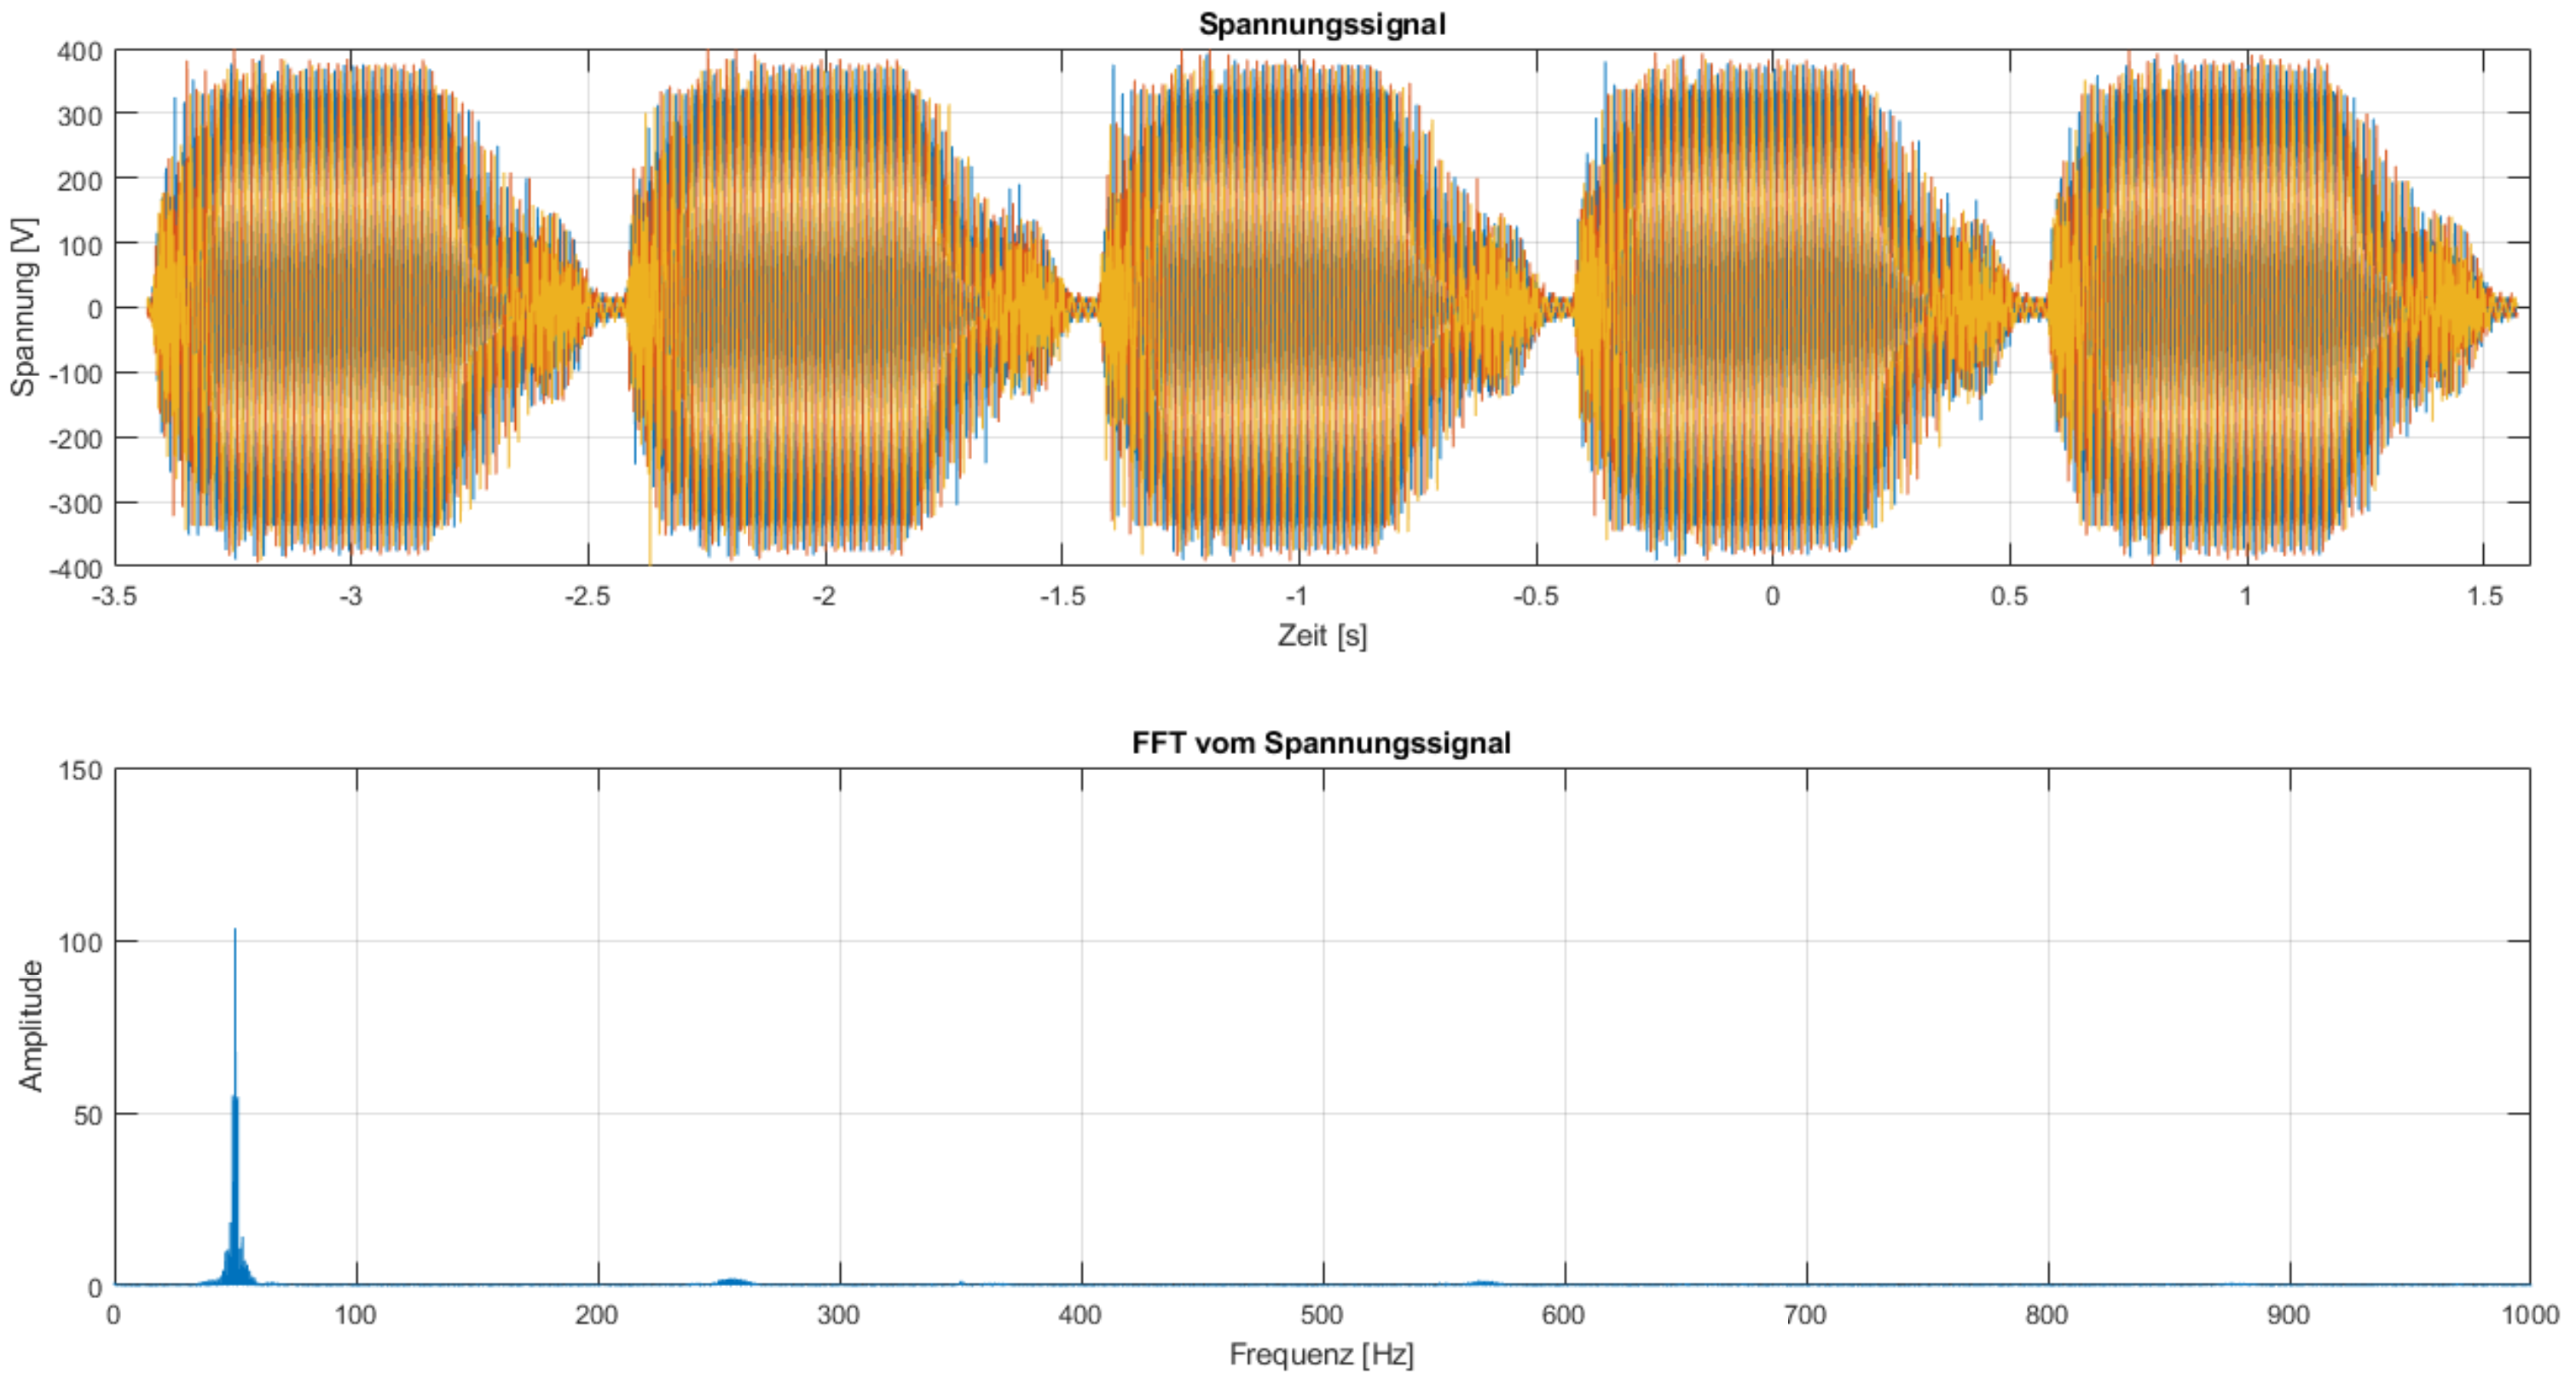 Spannungssignal
400
300
200
100
0
-100
-200
-300
-400
Spannung [V]
-3.5 -3 -2.5 -2 -1.5 -1 -0.5 0 0.5 1 1.5
Zeit [s]
FFT vom Spannungssignal
150
100
50
0
Amplitude
0 100 200 300 400 500 600 700 800 900 1000
Frequenz [Hz]